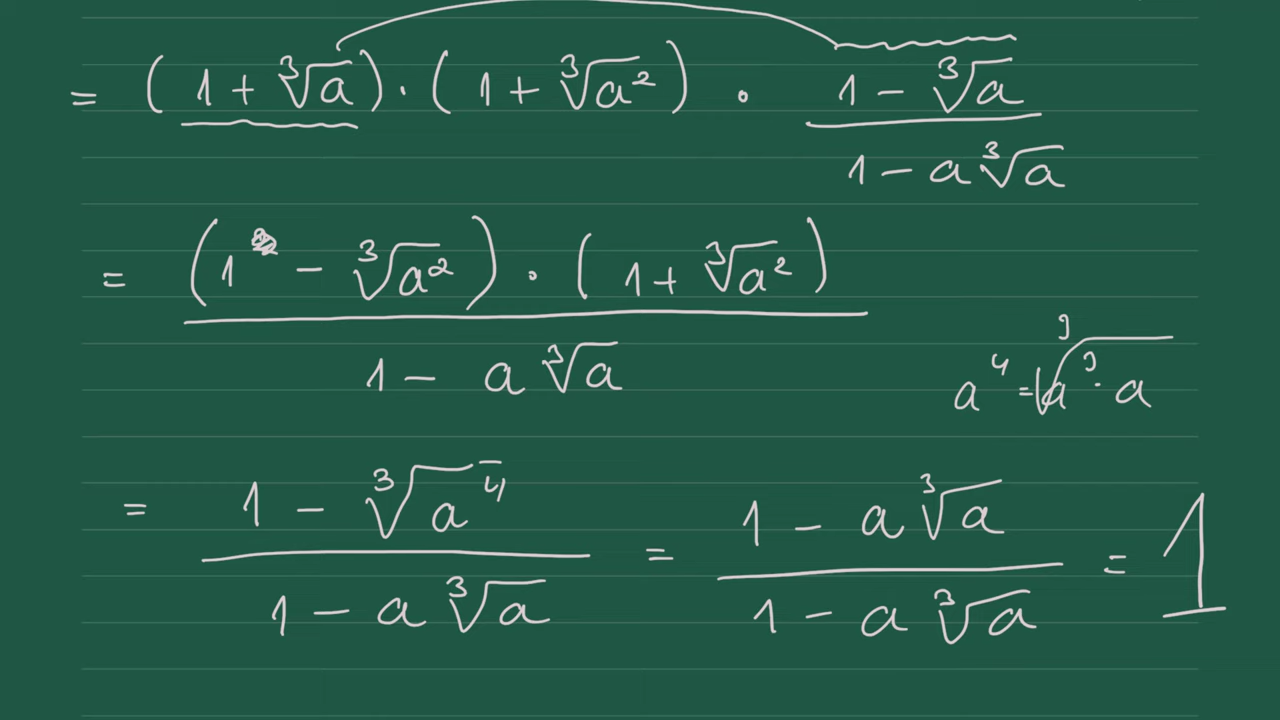 = (1 + ∛a) · (1 + ∛a²) · (1 - ∛a) / (1 - a∛a)
= (1 - ∛a²) · (1 + ∛a²) / (1 - a∛a)
a⁴ = ∛a³ · a
= (1 - ∛a⁴) / (1 - a∛a) = (1 - a∛a) / (1 - a∛a) = 1